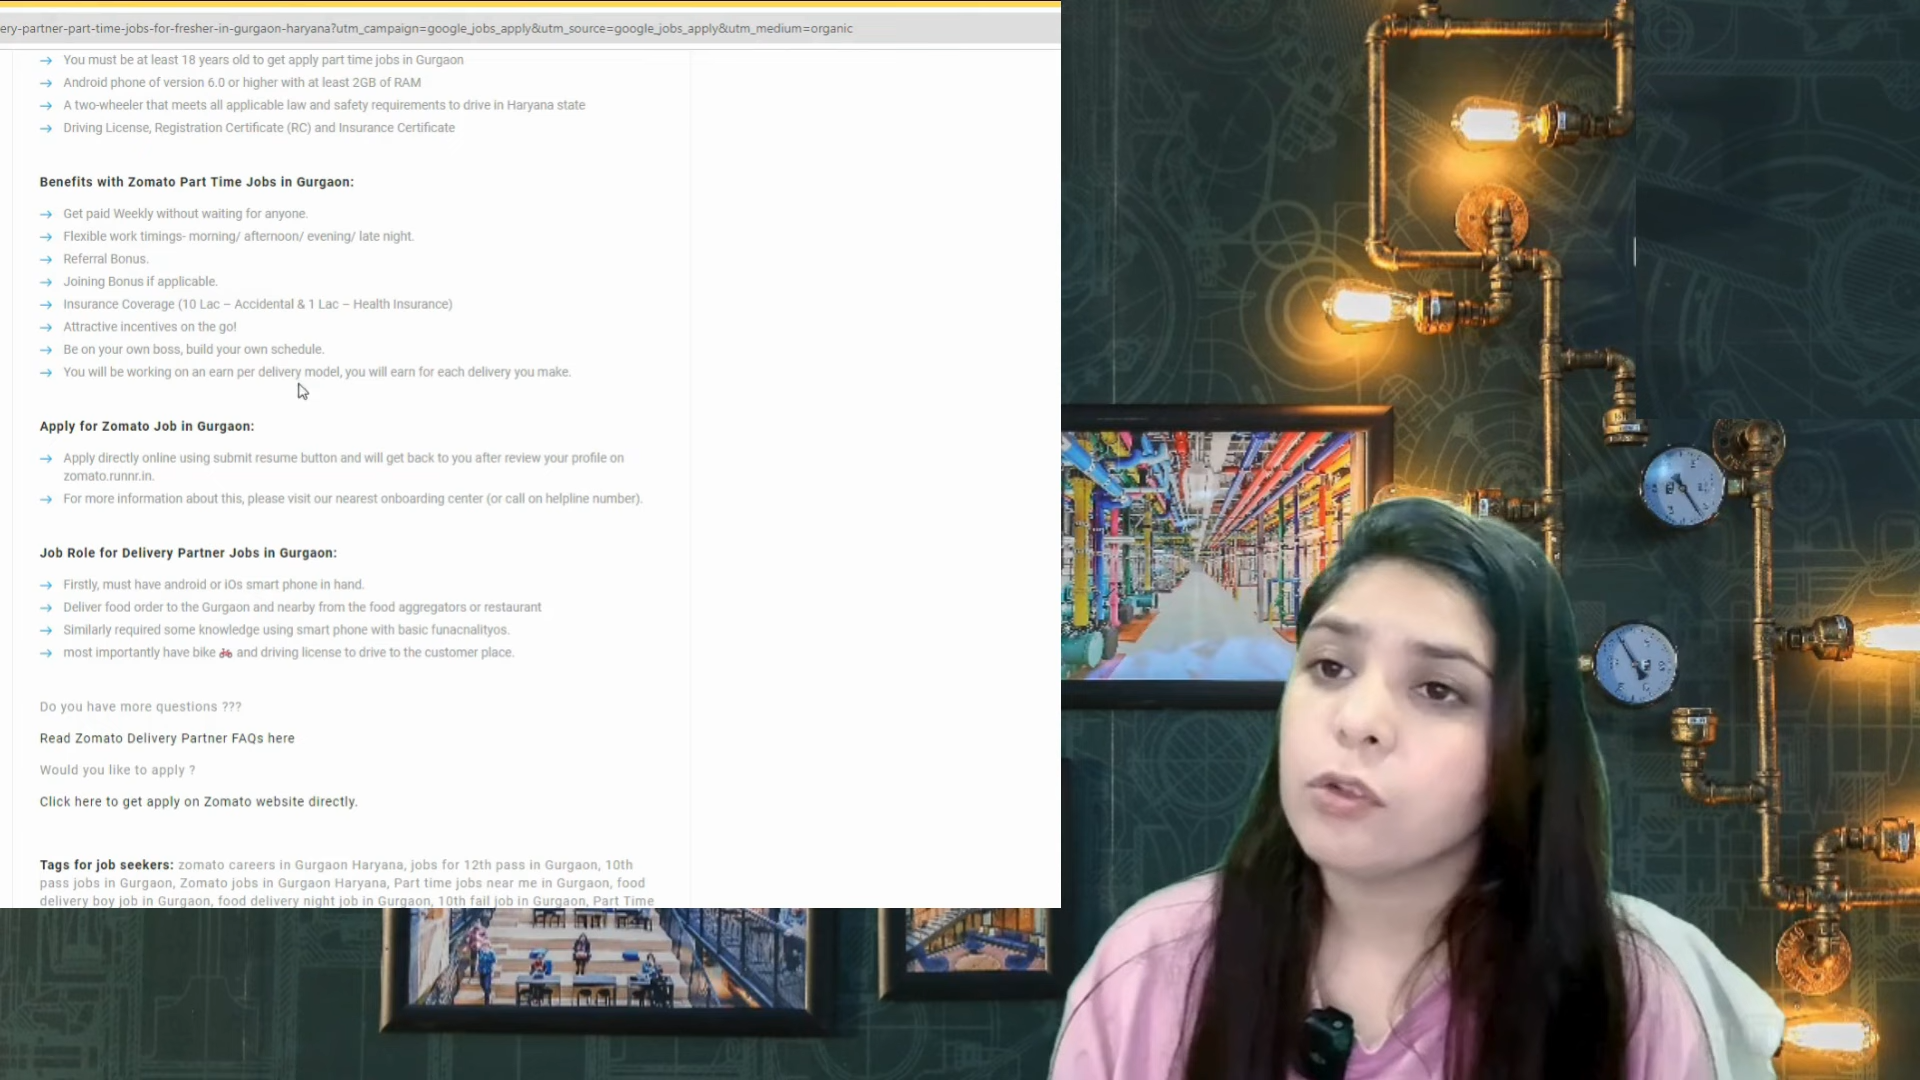 ery-partner-part-time-jobs-for-fresher-in-gurgaon-haryana?utm_campaign=google_jobs_apply&utm_source=google_jobs_apply&utm_medium=organic
→ You must be at least 18 years old to get apply part time jobs in Gurgaon
→ Android phone of version 6.0 or higher with at least 2GB of RAM
→ A two-wheeler that meets all applicable law and safety requirements to drive in Haryana state
→ Driving License, Registration Certificate (RC) and Insurance Certificate
Benefits with Zomato Part Time Jobs in Gurgaon:
→ Get paid Weekly without waiting for anyone.
→ Flexible work timings- morning/ afternoon/ evening/ late night.
→ Referral Bonus.
→ Joining Bonus if applicable.
→ Insurance Coverage (10 Lac – Accidental & 1 Lac – Health Insurance)
→ Attractive incentives on the go!
→ Be on your own boss, build your own schedule.
→ You will be working on an earn per delivery model, you will earn for each delivery you make.
Apply for Zomato Job in Gurgaon:
→ Apply directly online using submit resume button and will get back to you after review your profile on
zomato.runnr.in.
→ For more information about this, please visit our nearest onboarding center (or call on helpline number).
Job Role for Delivery Partner Jobs in Gurgaon:
→ Firstly, must have android or iOs smart phone in hand.
→ Deliver food order to the Gurgaon and nearby from the food aggregators or restaurant
→ Similarly required some knowledge using smart phone with basic funacnalityos.
→ most importantly have bike 🚲 and driving license to drive to the customer place.
Do you have more questions ???
Read Zomato Delivery Partner FAQs here
Would you like to apply ?
Click here to get apply on Zomato website directly.
Tags for job seekers: zomato careers in Gurgaon Haryana, jobs for 12th pass in Gurgaon, 10th
pass jobs in Gurgaon, Zomato jobs in Gurgaon Haryana, Part time jobs near me in Gurgaon, food
delivery boy job in Gurgaon, food delivery night job in Gurgaon, 10th fail job in Gurgaon, Part Time